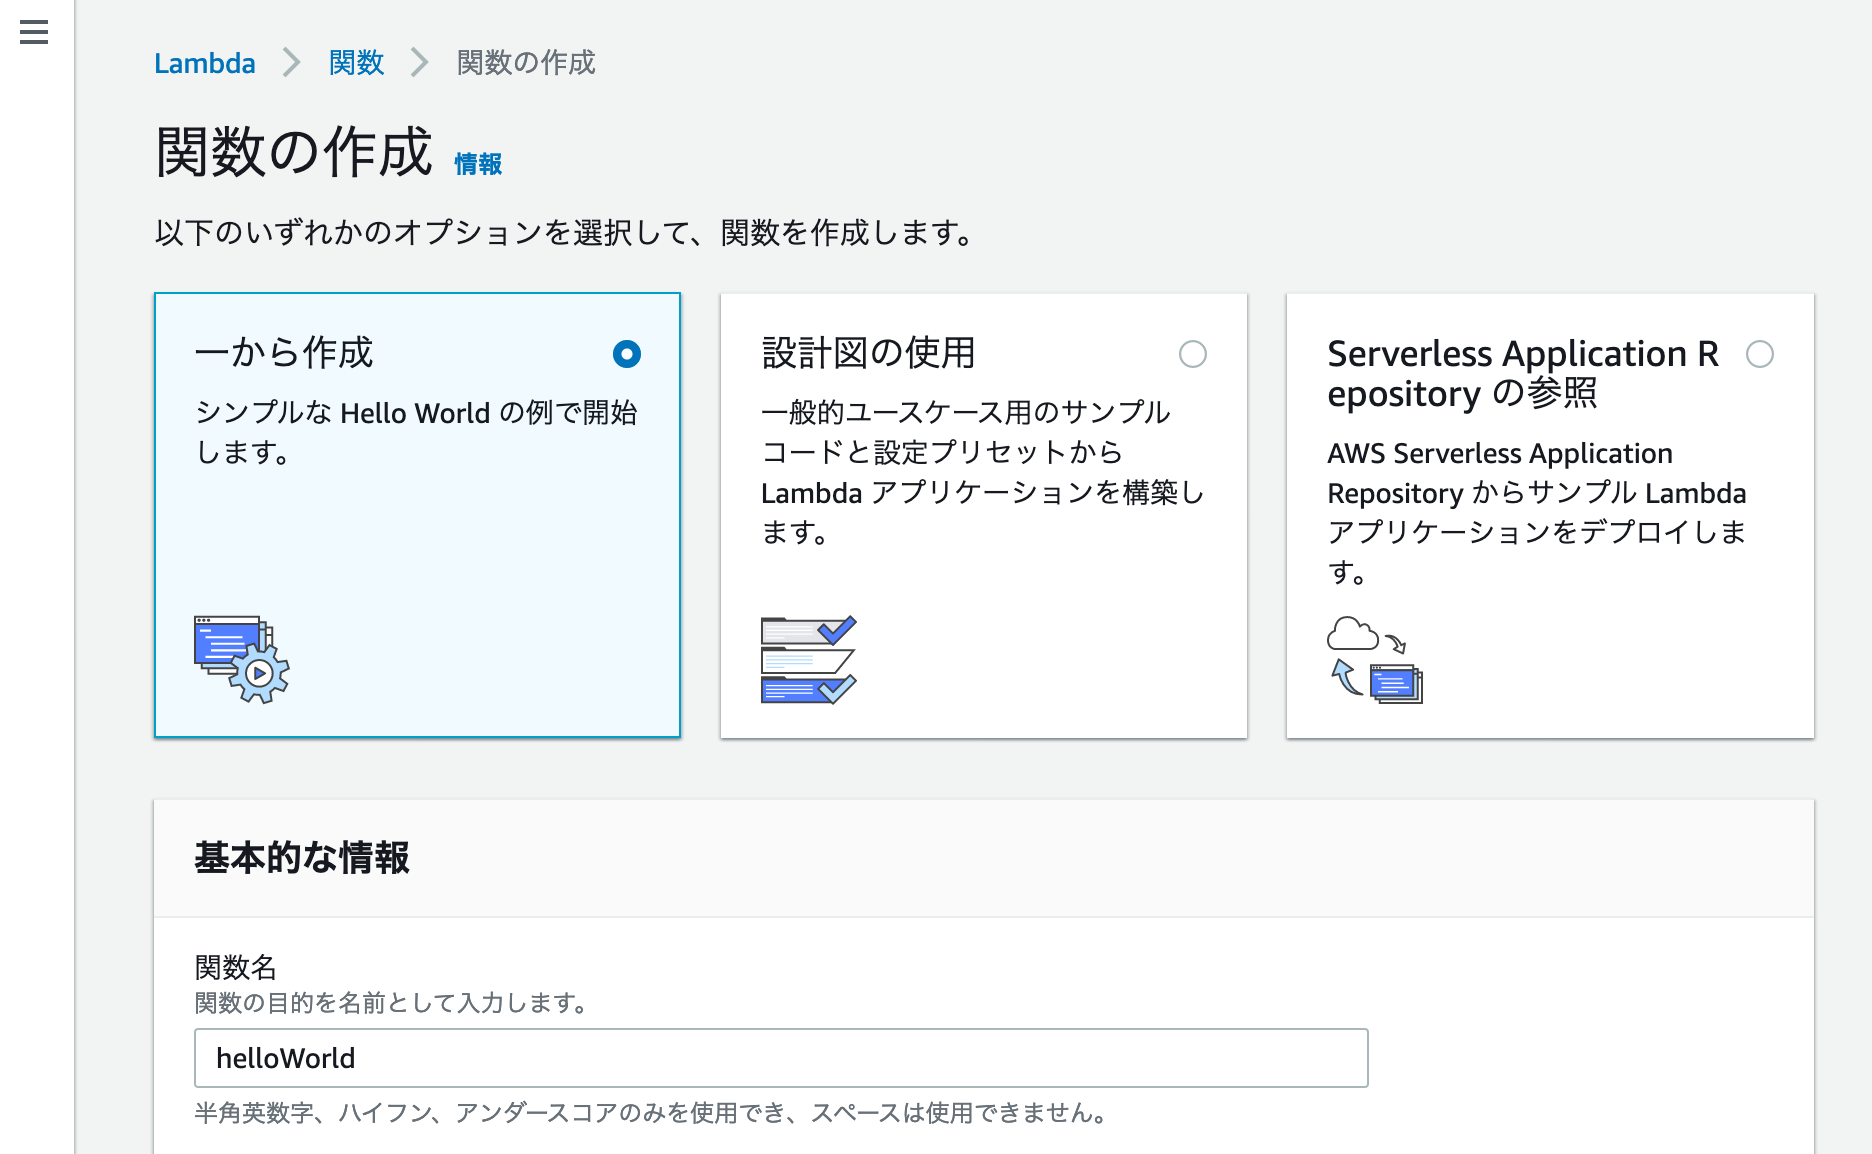 Lambda > 関数 > 関数の作成
関数の作成 情報
以下のいずれかのオプションを選択して、関数を作成します。
一から作成
シンプルな Hello World の例で開始
します。
設計図の使用
一般的ユースケース用のサンプル
コードと設定プリセットから
Lambda アプリケーションを構築し
ます。
Serverless Application R
epository の参照
AWS Serverless Application
Repository からサンプル Lambda
アプリケーションをデプロイしま
す。
基本的な情報
関数名
関数の目的を名前として入力します。
helloWorld
半角英数字、ハイフン、アンダースコアのみを使用でき、スペースは使用できません。